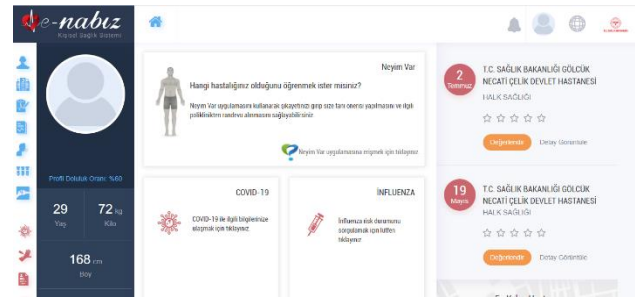 e-nabız
Kişisel Sağlık Sistemi
Profil Doluluk Oranı: %60
29
Yaş
72 kg
Kilo
168 cm
Boy
Neyim Var
Hangi hastalığınız olduğunu öğrenmek ister misiniz?
Neyim Var uygulamasını kullanarak şikayetinizi girip size tanı önerisi yapılmasını ve ilgili
poliklinikten randevu alınmasını sağlayabilirsiniz
Neyim Var uygulamasına erişmek için tıklayınız
COVID-19
COVID-19 ile ilgili bilgilerinize
ulaşmak için tıklayınız
İNFLUENZA
İnfluenza risk durumunu
sorgulamak için lütfen
tıklayınız
2
Temmuz
T.C. SAĞLIK BAKANLIĞI GÖLCÜK
NECATİ ÇELİK DEVLET HASTANESİ
HALK SAĞLIĞI
Değerlendir
Detay Görüntüle
19
Mayıs
T.C. SAĞLIK BAKANLIĞI GÖLCÜK
NECATİ ÇELİK DEVLET HASTANESİ
HALK SAĞLIĞI
Değerlendir
Detay Görüntüle